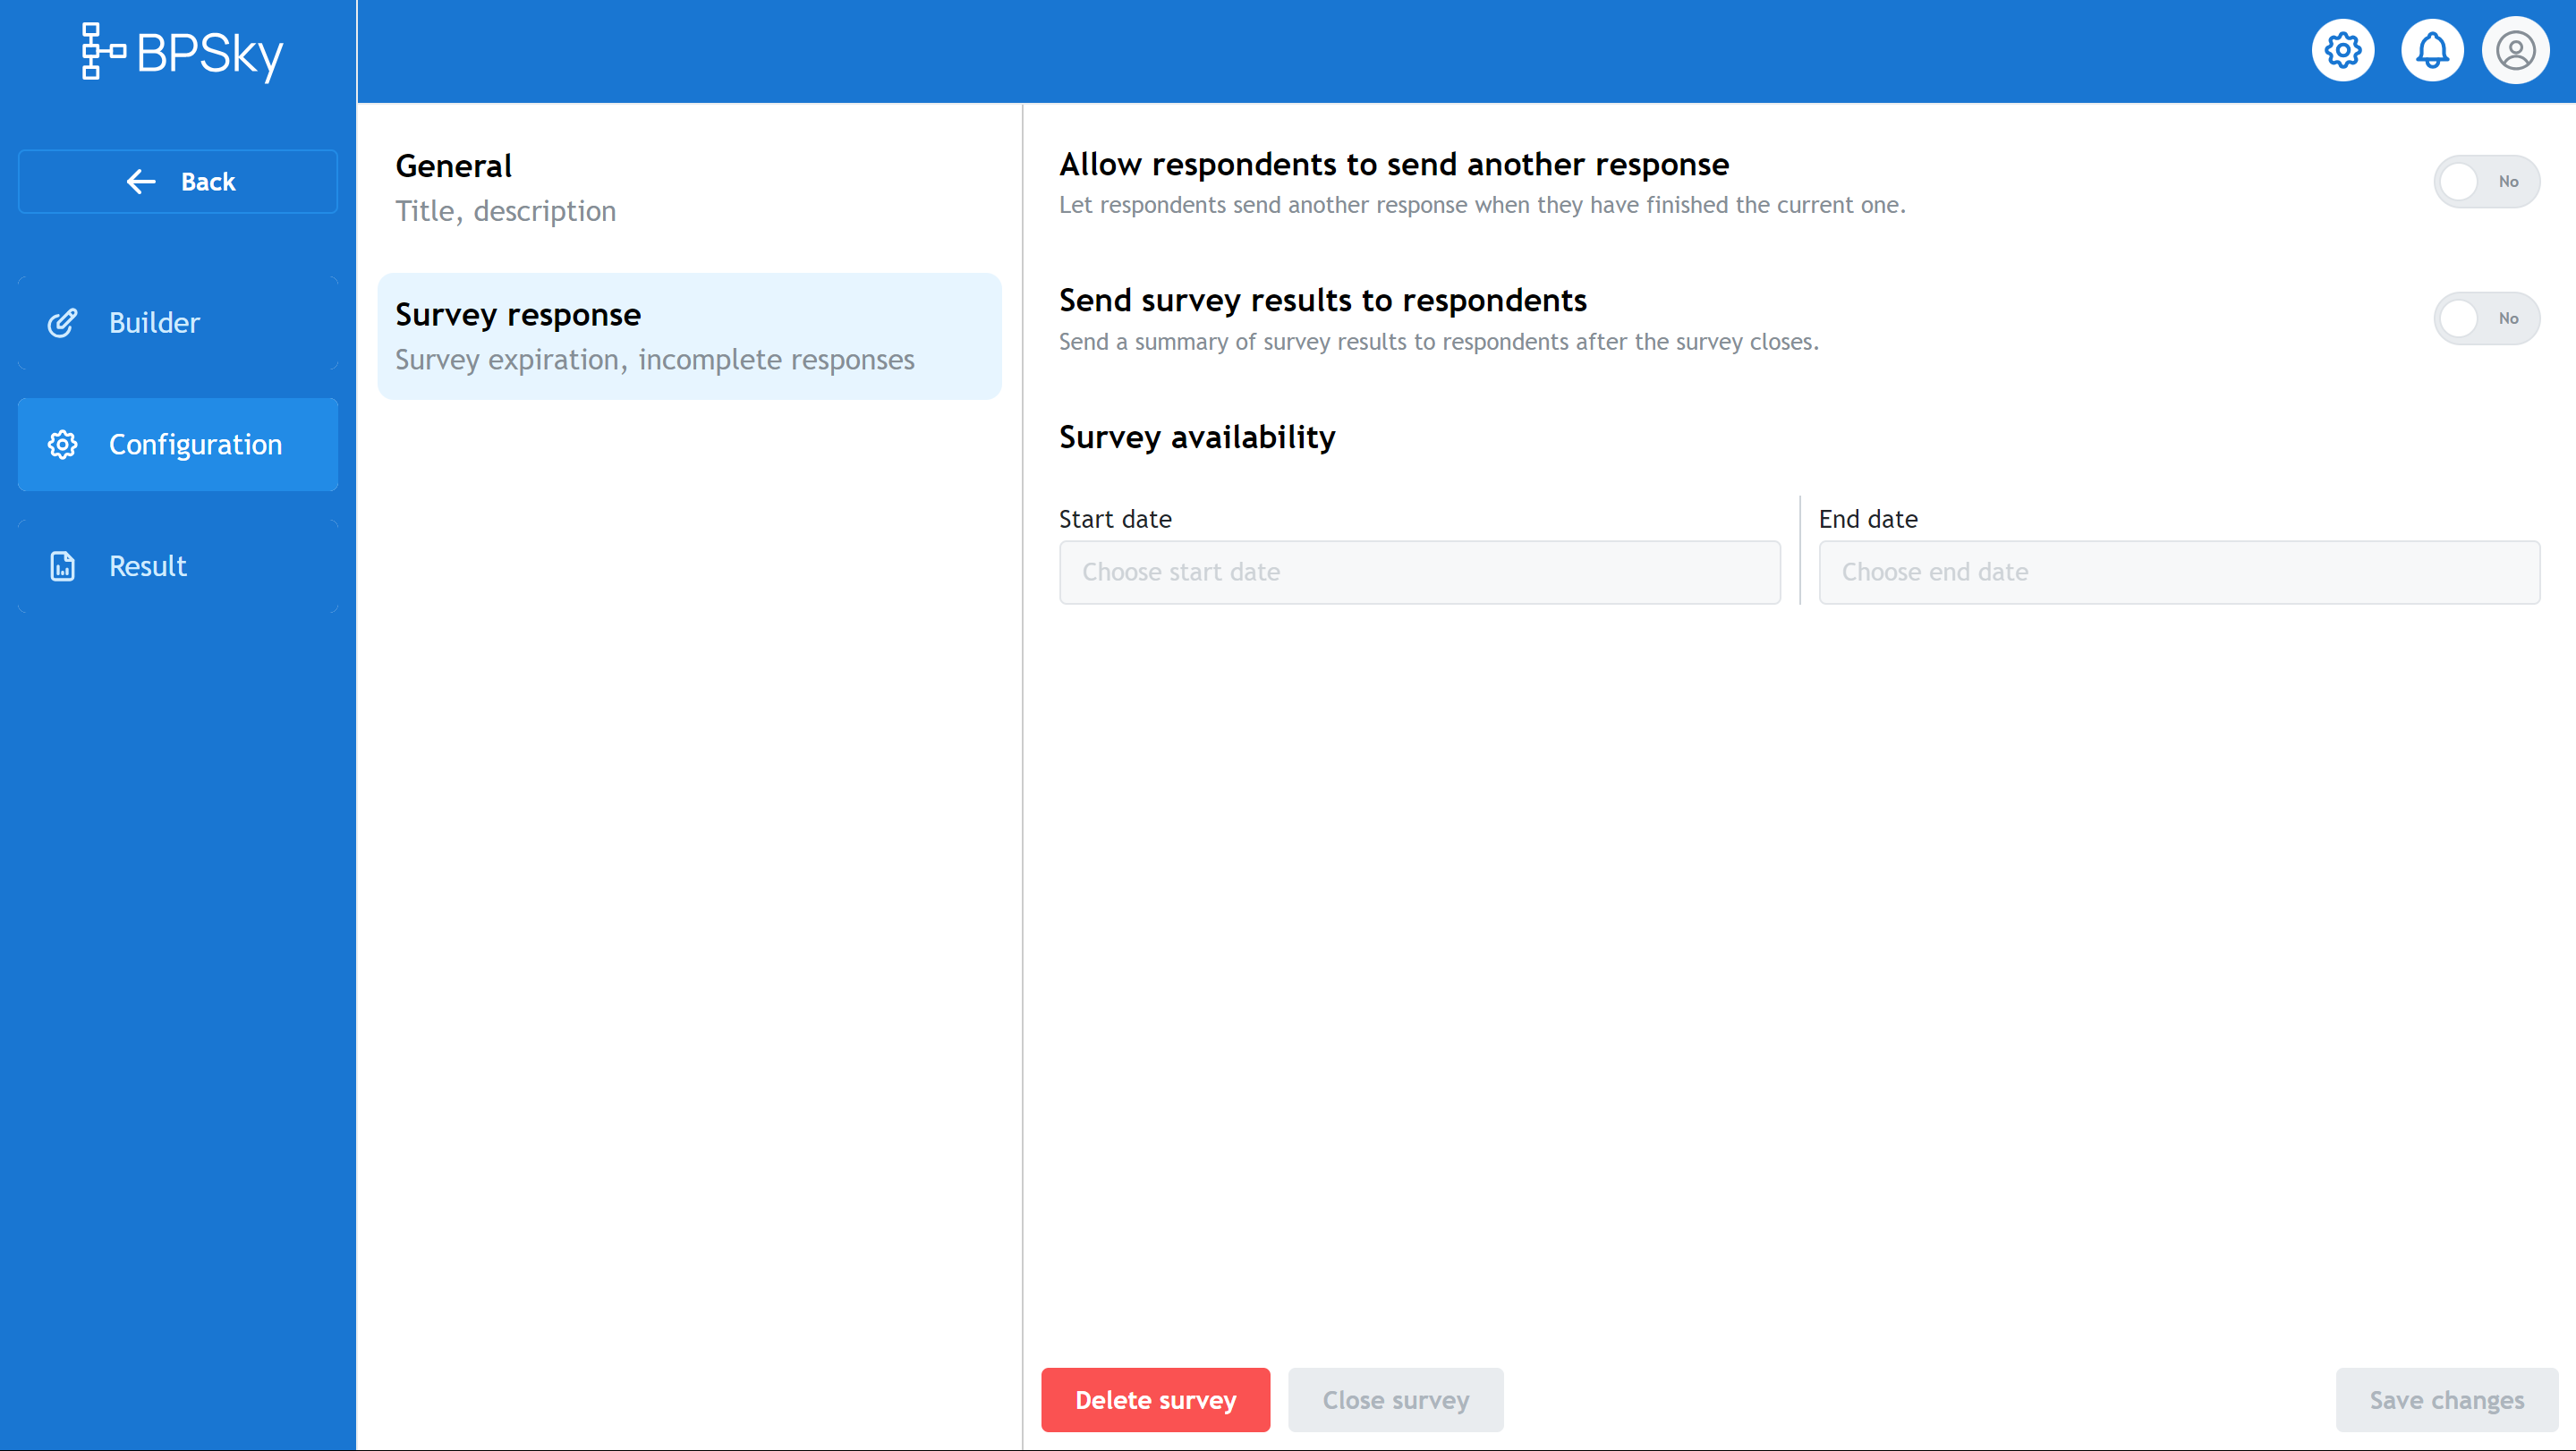 BPSky
Back
Builder
Configuration
Result
General
Title, description
Survey response
Survey expiration, incomplete responses
Allow respondents to send another response
Let respondents send another response when they have finished the current one.
No
Send survey results to respondents
Send a summary of survey results to respondents after the survey closes.
No
Survey availability
Start date
Choose start date
End date
Choose end date
Delete survey
Close survey
Save changes